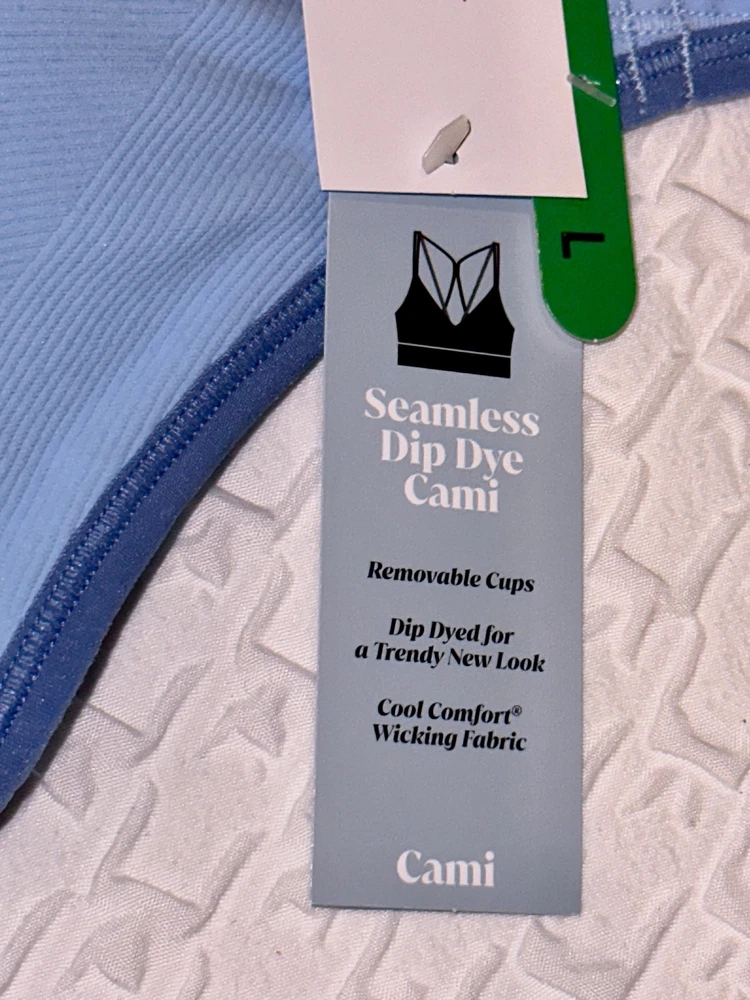 L
Seamless
Dip Dye
Cami
Removable Cups
Dip Dyed for
a Trendy New Look
Cool Comfort®
Wicking Fabric
Cami